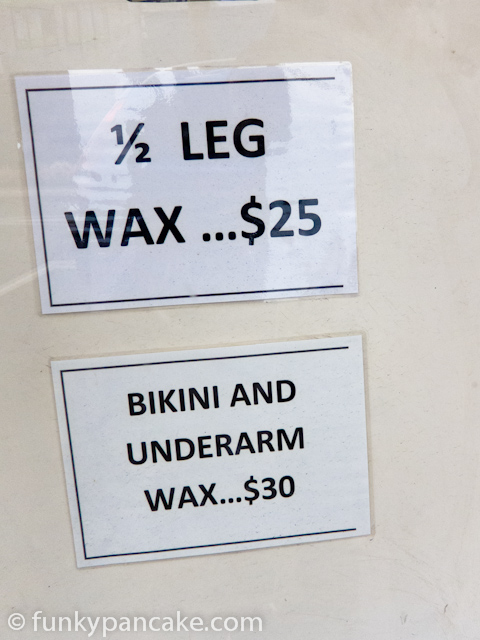 ½ LEG
WAX ...$25
BIKINI AND
UNDERARM
WAX...$30
© funkypancake.com